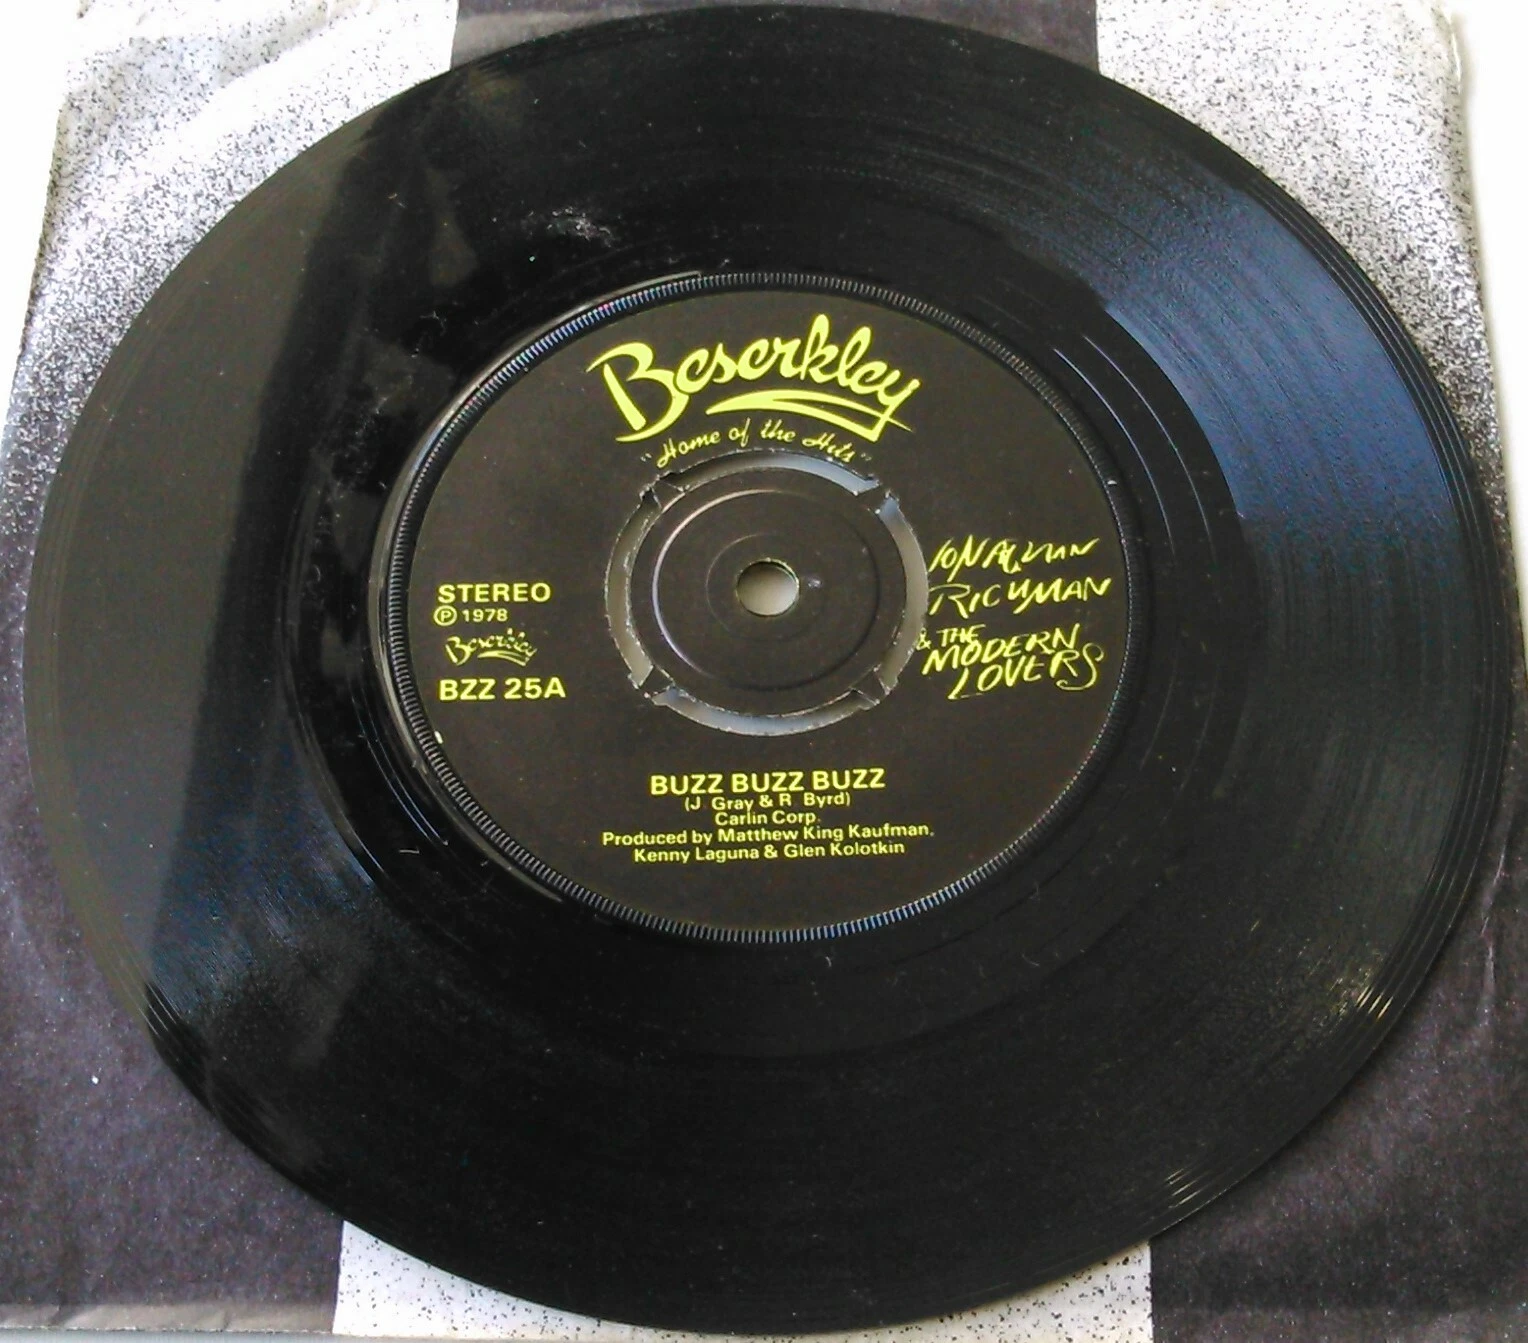 Beserkley
"Home of the Hits"
STEREO
℗ 1978
Beserkley
BZZ 25A
JONATHAN
RICHMAN
& THE
MODERN
LOVERS
BUZZ BUZZ BUZZ
(J Gray & R Byrd)
Carlin Corp.
Produced by Matthew King Kaufman,
Kenny Laguna & Glen Kolotkin